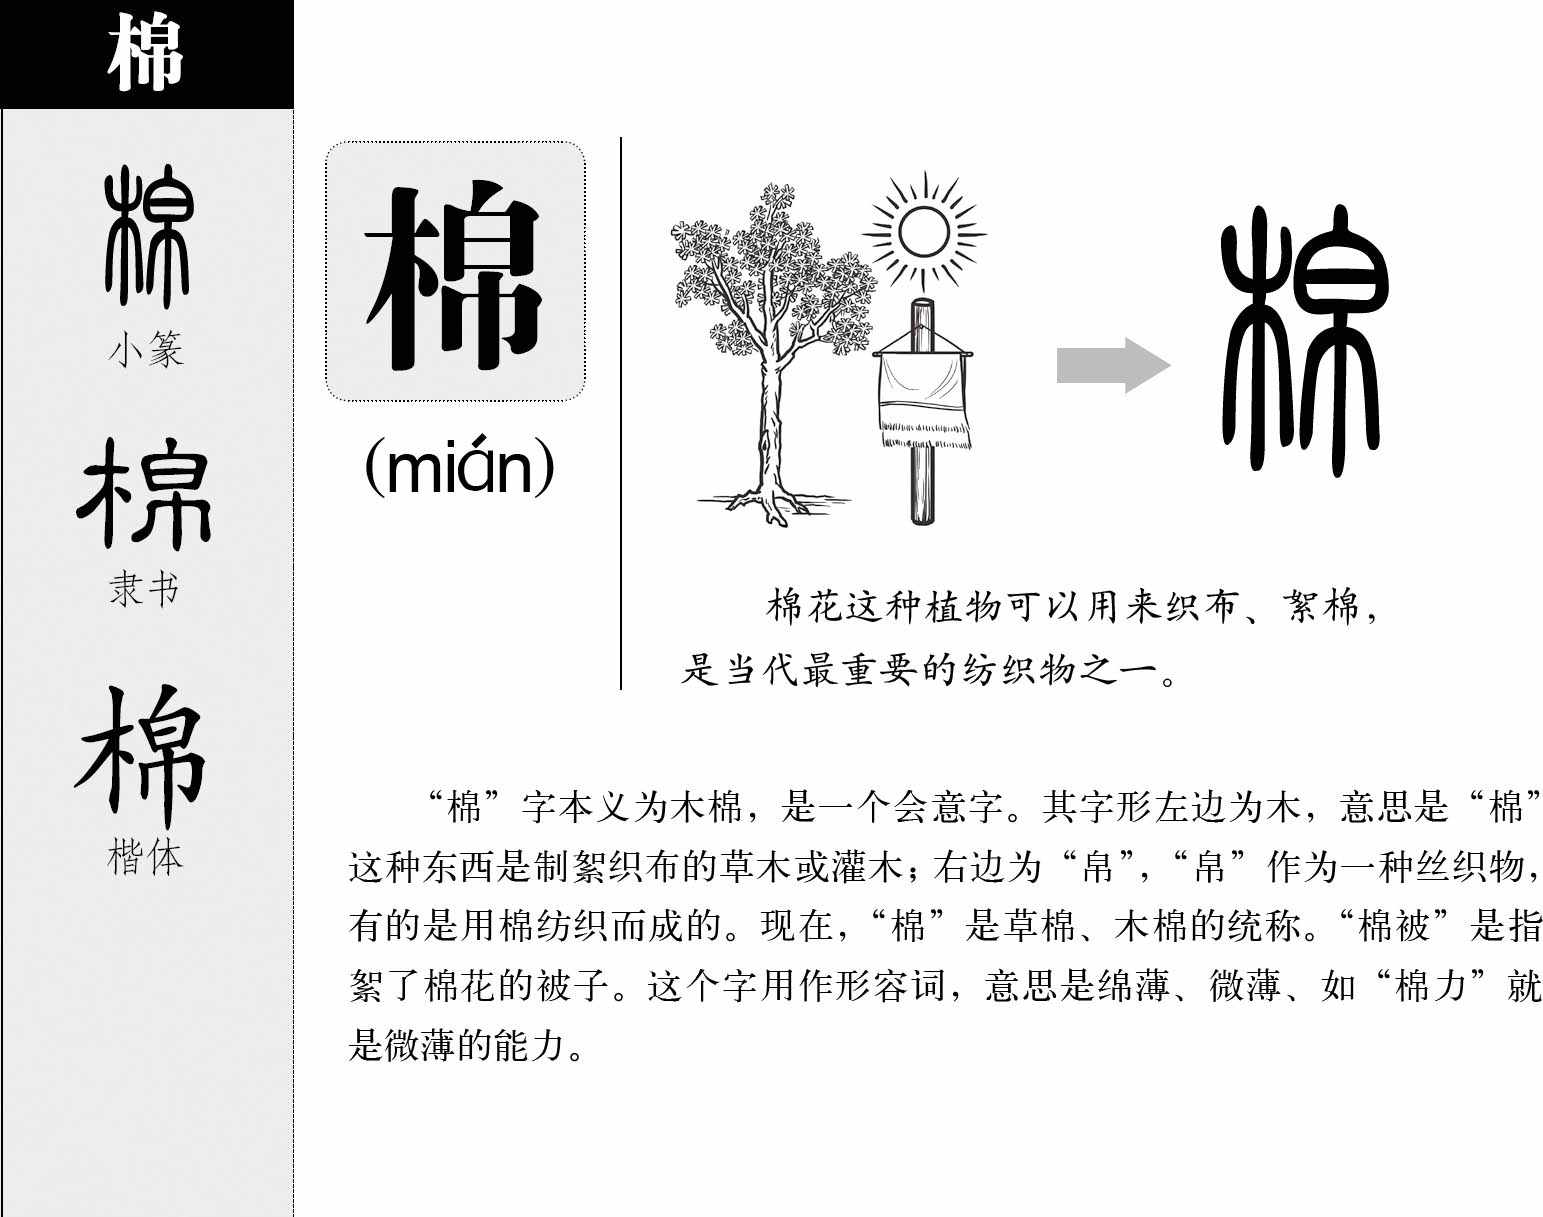 棉
棉
小篆
棉
隶书
棉
楷体
棉
(mián)
棉
棉花这种植物可以用来织布、絮棉，
是当代最重要的纺织物之一。
“棉”字本义为木棉，是一个会意字。其字形左边为木，意思是“棉”
这种东西是制絮织布的草木或灌木；右边为“帛”，“帛”作为一种丝织物，
有的是用棉纺织而成的。现在，“棉”是草棉、木棉的统称。“棉被”是指
絮了棉花的被子。这个字用作形容词，意思是绵薄、微薄、如“棉力”就
是微薄的能力。